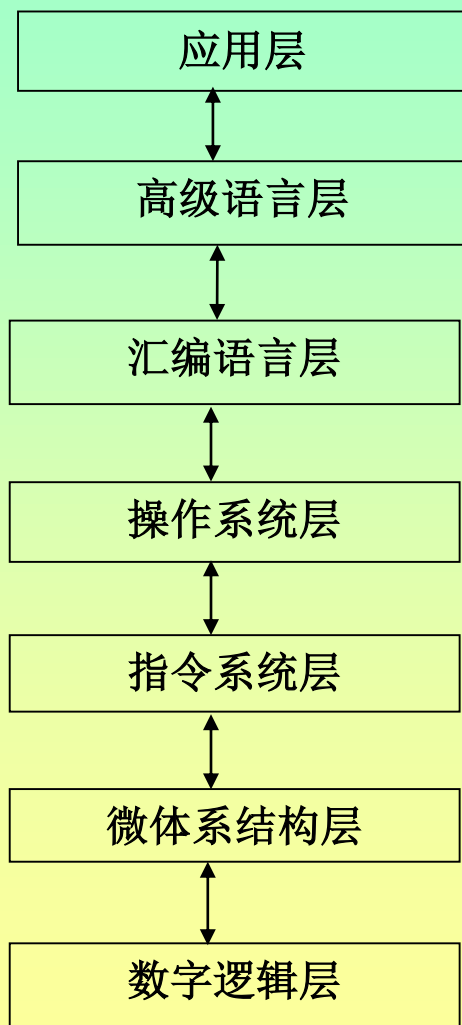 应用层
高级语言层
汇编语言层
操作系统层
指令系统层
微体系结构层
数字逻辑层